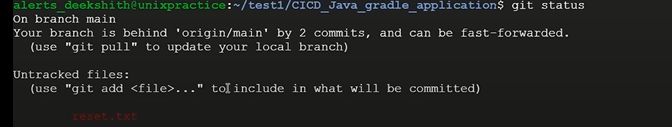 alerts_deekshith@unixpractice:~/test1/CICD_Java_gradle_application$ git status
On branch main
Your branch is behind 'origin/main' by 2 commits, and can be fast-forwarded.
(use "git pull" to update your local branch)
Untracked files:
(use "git add <file>..." to include in what will be committed)
reset.txt